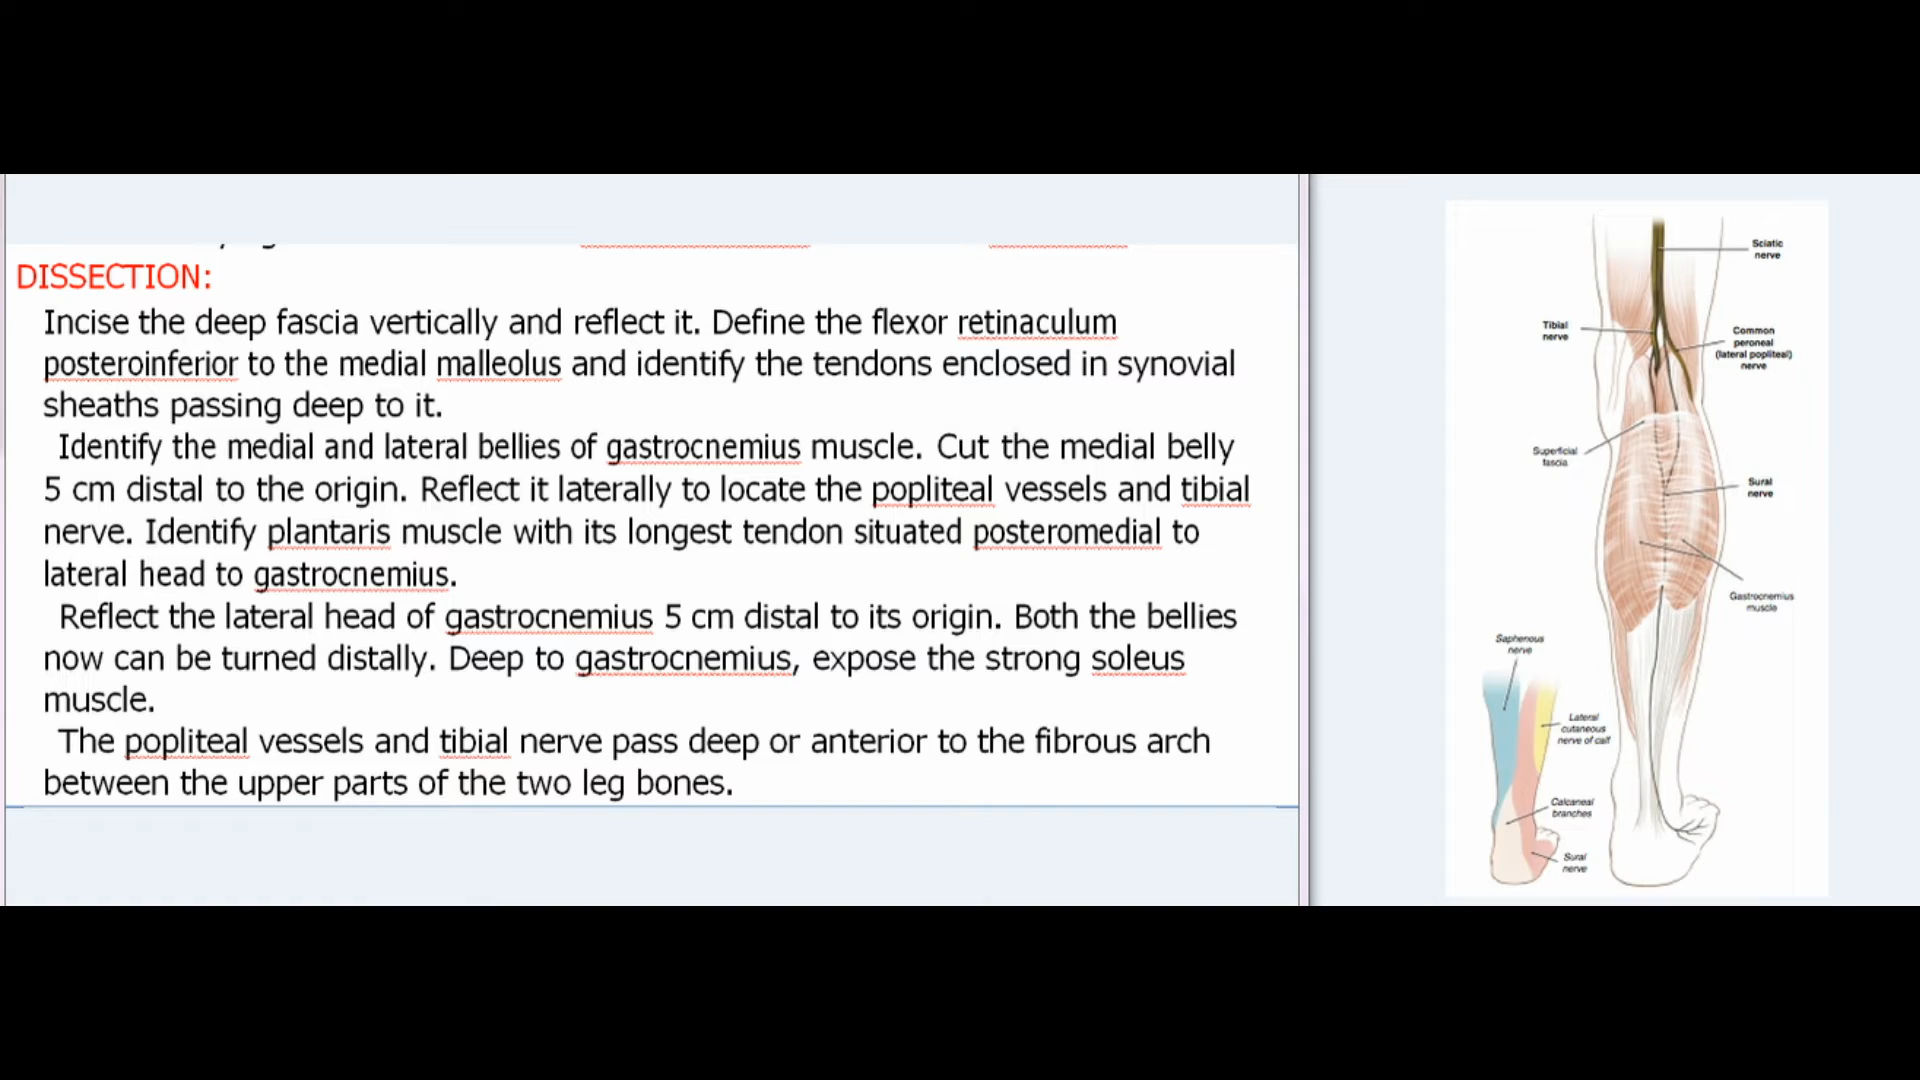 DISSECTION:
Incise the deep fascia vertically and reflect it. Define the flexor retinaculum
posteroinferior to the medial malleolus and identify the tendons enclosed in synovial
sheaths passing deep to it.
Identify the medial and lateral bellies of gastrocnemius muscle. Cut the medial belly
5 cm distal to the origin. Reflect it laterally to locate the popliteal vessels and tibial
nerve. Identify plantaris muscle with its longest tendon situated posteromedial to
lateral head to gastrocnemius.
Reflect the lateral head of gastrocnemius 5 cm distal to its origin. Both the bellies
now can be turned distally. Deep to gastrocnemius, expose the strong soleus
muscle.
The popliteal vessels and tibial nerve pass deep or anterior to the fibrous arch
between the upper parts of the two leg bones.
Sciatic
nerve
Tibial
nerve
Common
peroneal
(lateral popliteal)
nerve
Superficial
fascia
Sural
nerve
Gastrocnemius
muscle
Saphenous
nerve
Lateral
cutaneous
nerve of calf
Calcaneal
branches
Sural
nerve